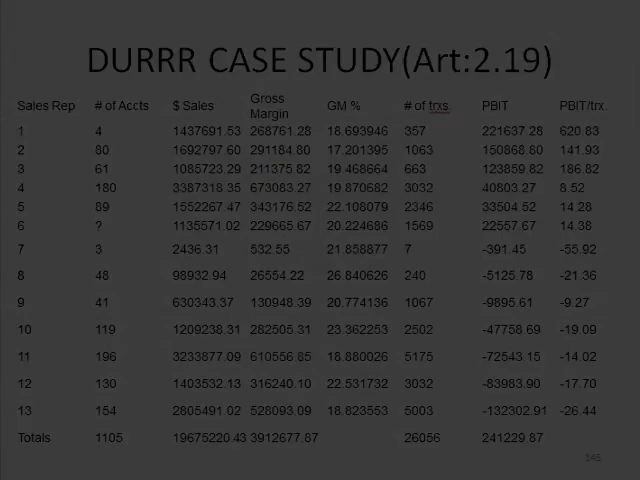 DURRR CASE STUDY(Art:2.19)
Sales Rep # of Accts $ Sales Gross Margin GM % # of trxs. PBIT PBIT/trx.
1 4 1437691.53 268761.28 18.693946 357 221637.28 620.83
2 80 1692797.60 291184.80 17.201395 1063 150868.80 141.93
3 61 1085723.29 211375.82 19.468664 663 123859.82 186.82
4 180 3387318.35 673083.27 19.870682 3032 40803.27 8.52
5 89 1552267.47 343176.52 22.108079 2346 33504.52 14.28
6 ? 1135571.02 229665.67 20.224686 1569 22557.67 14.38
7 3 2436.31 532.55 21.858877 7 -391.45 -55.92
8 48 98932.94 26554.22 26.840626 240 -5125.78 -21.36
9 41 630343.37 130948.39 20.774136 1067 -9895.61 -9.27
10 119 1209238.31 282505.31 23.362253 2502 -47758.69 -19.09
11 196 3233877.09 610556.85 18.880026 5175 -72543.15 -14.02
12 130 1403532.13 316240.10 22.531732 3032 -83983.90 -17.70
13 154 2805491.02 528093.09 18.823553 5003 -132302.91 -26.44
Totals 1105 19675220.43 3912677.87 26056 241229.87